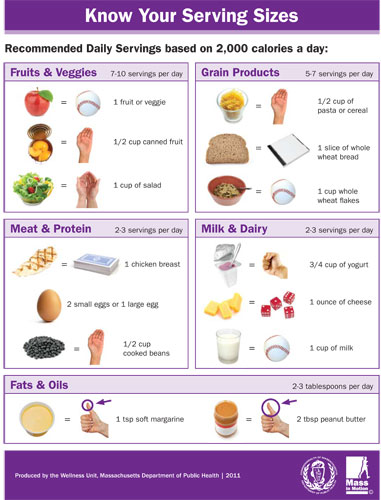 Know Your Serving Sizes
Recommended Daily Servings based on 2,000 calories a day:
Fruits & Veggies 7-10 servings per day
= 1 fruit or veggie
= 1/2 cup canned fruit
= 1 cup of salad
Grain Products 5-7 servings per day
= 1/2 cup of
pasta or cereal
= 1 slice of whole
wheat bread
= 1 cup whole
wheat flakes
Meat & Protein 2-3 servings per day
= 1 chicken breast
2 small eggs or 1 large egg
= 1/2 cup
cooked beans
Milk & Dairy 2-3 servings per day
= 3/4 cup of yogurt
= 1 ounce of cheese
= 1 cup of milk
Fats & Oils 2-3 tablespoons per day
= 1 tsp soft margarine
= 2 tbsp peanut butter
Produced by the Wellness Unit, Massachusetts Department of Public Health | 2011
Mass
in Motion